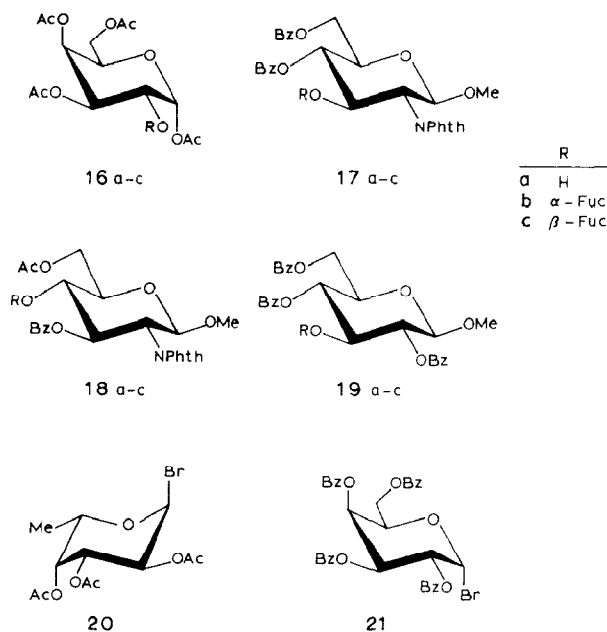 AcO
OAc
O
AcO
RO
OAc
16 a-c
BzO
O
BzO
RO
OMe
NPhth
17 a-c
R
a H
b α-Fuc
c β-Fuc
AcO
O
RO
BzO
OMe
NPhth
18 a-c
BzO
O
BzO
RO
OMe
OBz
19 a-c
Br
Me
O
OAc
AcO
OAc
20
BzO
OBz
O
BzO
BzO
Br
21